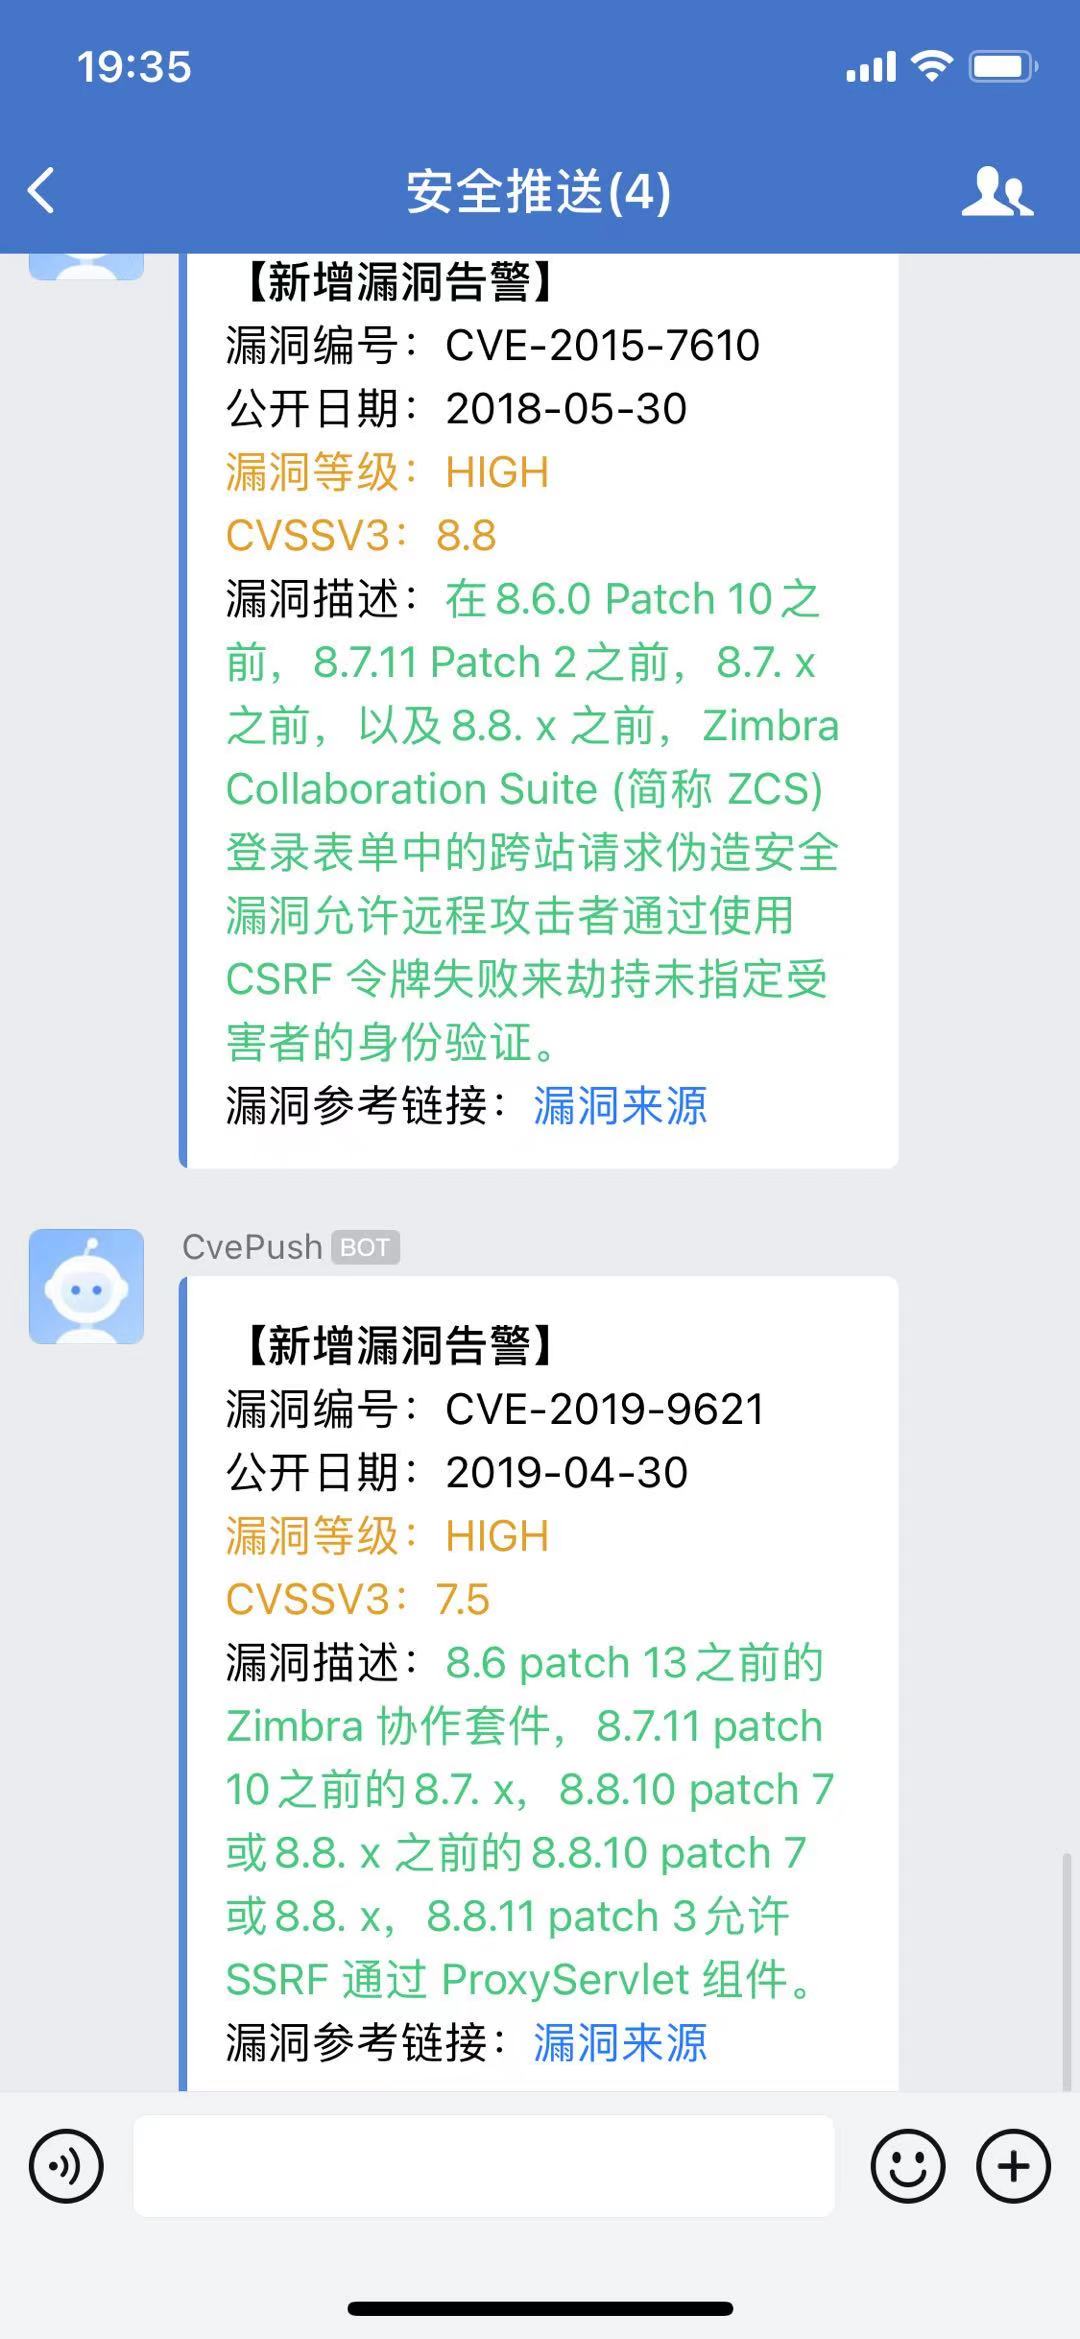 19:35
安全推送(4)
【新增漏洞告警】
漏洞编号：CVE-2015-7610
公开日期：2018-05-30
漏洞等级：HIGH
CVSSV3：8.8
漏洞描述：在8.6.0 Patch 10之
前，8.7.11 Patch 2之前，8.7. x
之前，以及8.8. x 之前，Zimbra
Collaboration Suite (简称 ZCS)
登录表单中的跨站请求伪造安全
漏洞允许远程攻击者通过使用
CSRF 令牌失败来劫持未指定受
害者的身份验证。
漏洞参考链接：漏洞来源
CvePush BOT
【新增漏洞告警】
漏洞编号：CVE-2019-9621
公开日期：2019-04-30
漏洞等级：HIGH
CVSSV3：7.5
漏洞描述：8.6 patch 13之前的
Zimbra 协作套件，8.7.11 patch
10之前的8.7. x，8.8.10 patch 7
或8.8. x 之前的8.8.10 patch 7
或8.8. x，8.8.11 patch 3允许
SSRF 通过 ProxyServlet 组件。
漏洞参考链接：漏洞来源